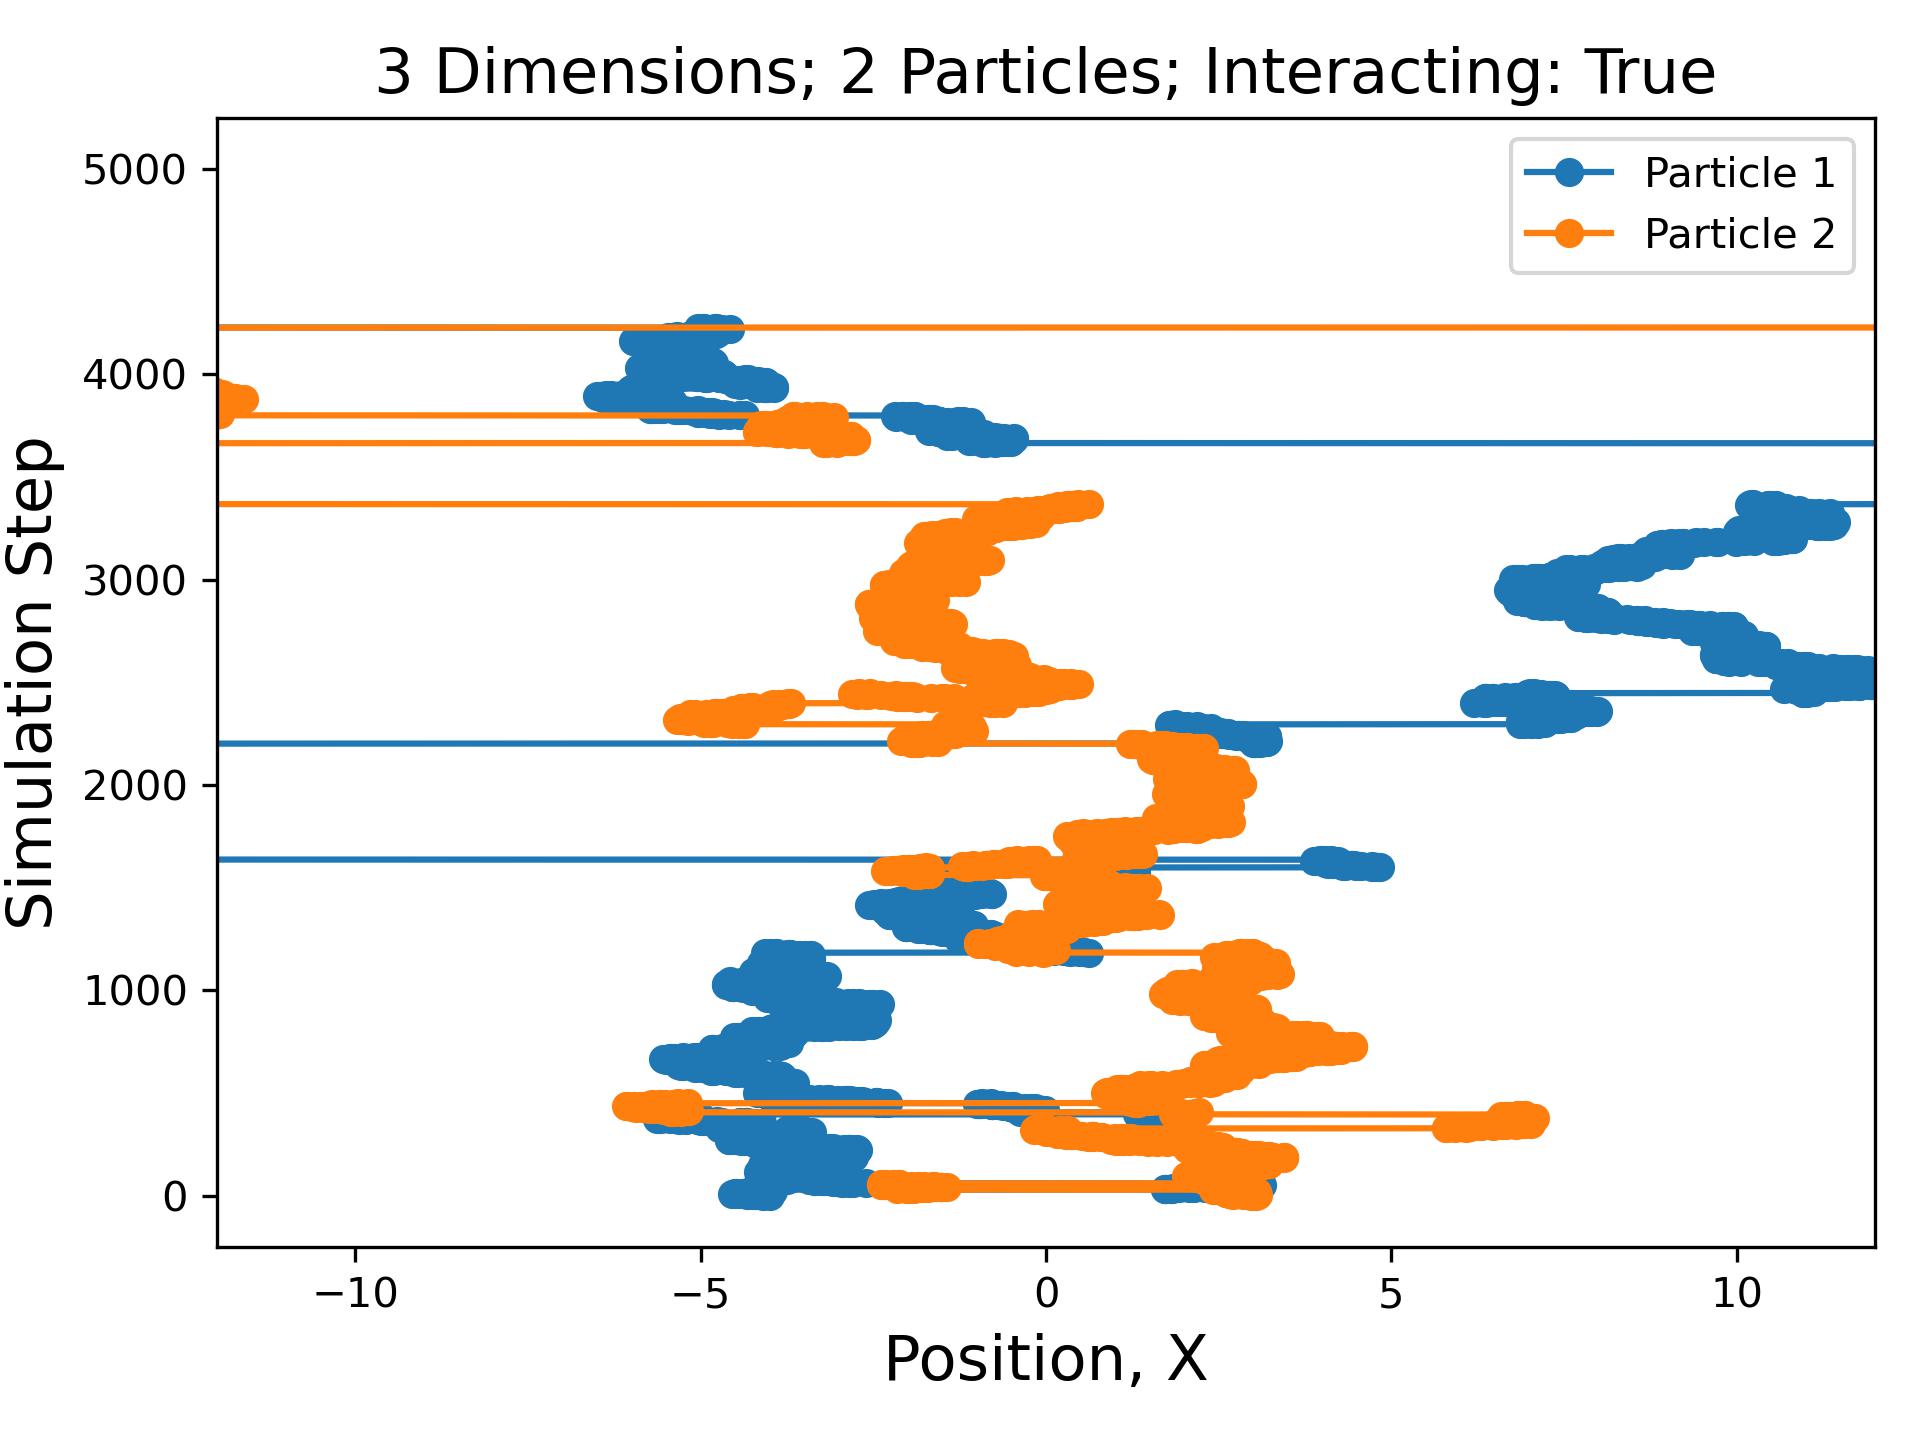 3 Dimensions; 2 Particles; Interacting: True
Particle 1
Particle 2
5000
4000
3000
2000
1000
0
Simulation Step
−10
−5
0
5
10
Position, X